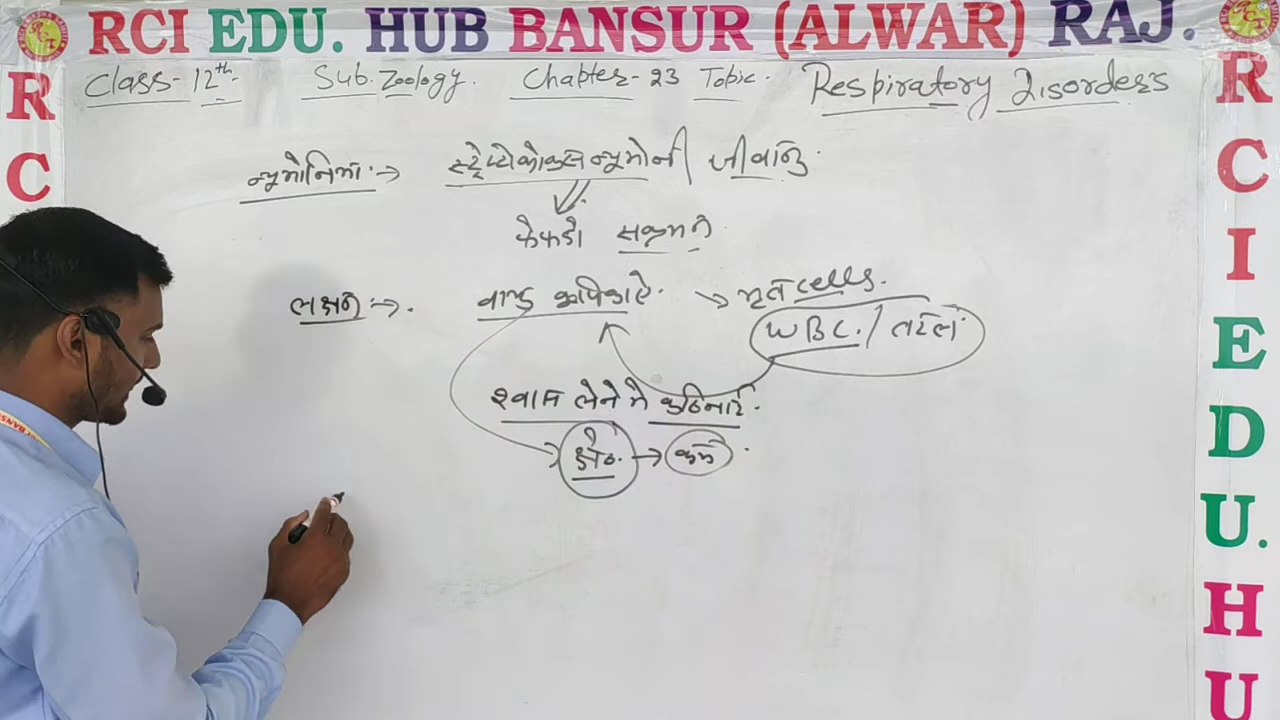 RCI EDU. HUB BANSUR (ALWAR) RAJ.
Class-12th. Sub. Zoology. Chapter-23 Topic. Respiratory Disorders
न्यूमोनिया:→ स्ट्रेप्टोकोकस न्यूमोनी जीवाणु.
फेफड़ो संक्रमण
लक्षण:→. वायु कूपिकाऐ. → मृत cells.
WBC./ तरल.
श्वास लेने मे कठिनाई.
क्षे०. → कम.
R C
R C I E D U. H U